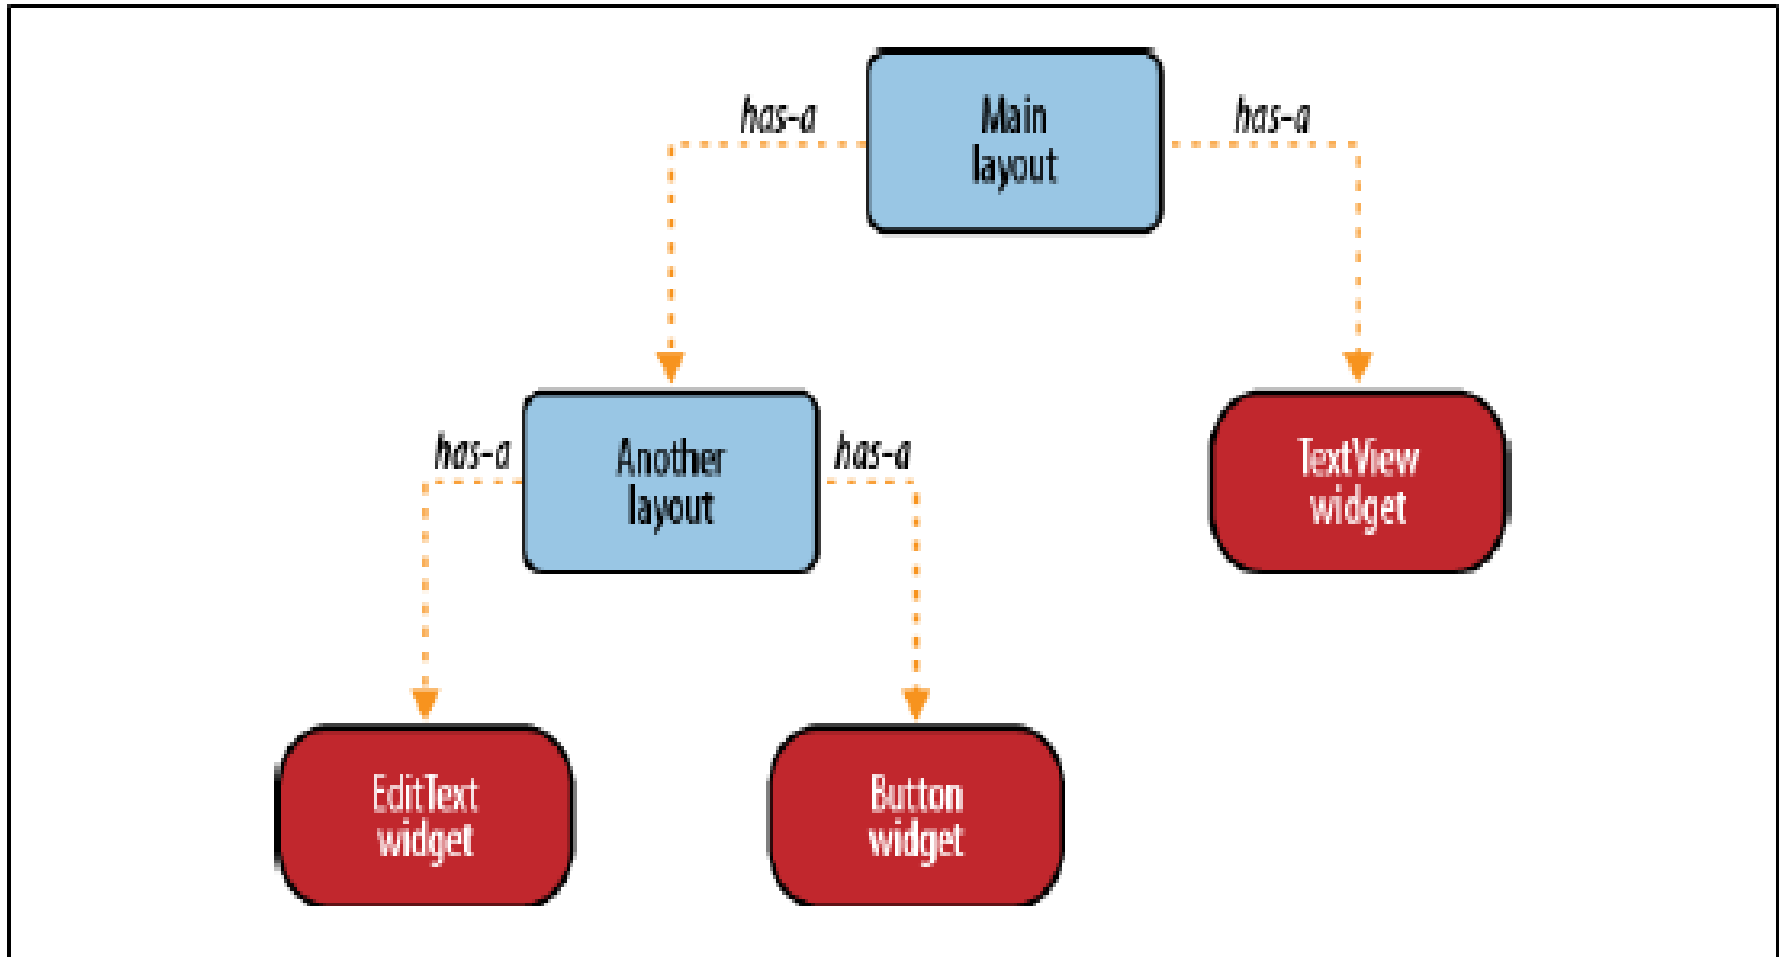 has-a
Main
layout
has-a
has-a
Another
layout
has-a
TextView
widget
EditText
widget
Button
widget